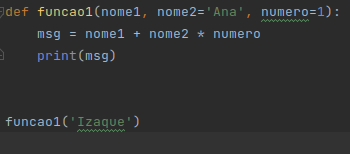 def funcao1(nome1, nome2='Ana', numero=1):
    msg = nome1 + nome2 * numero
    print(msg)
funcao1('Izaque')